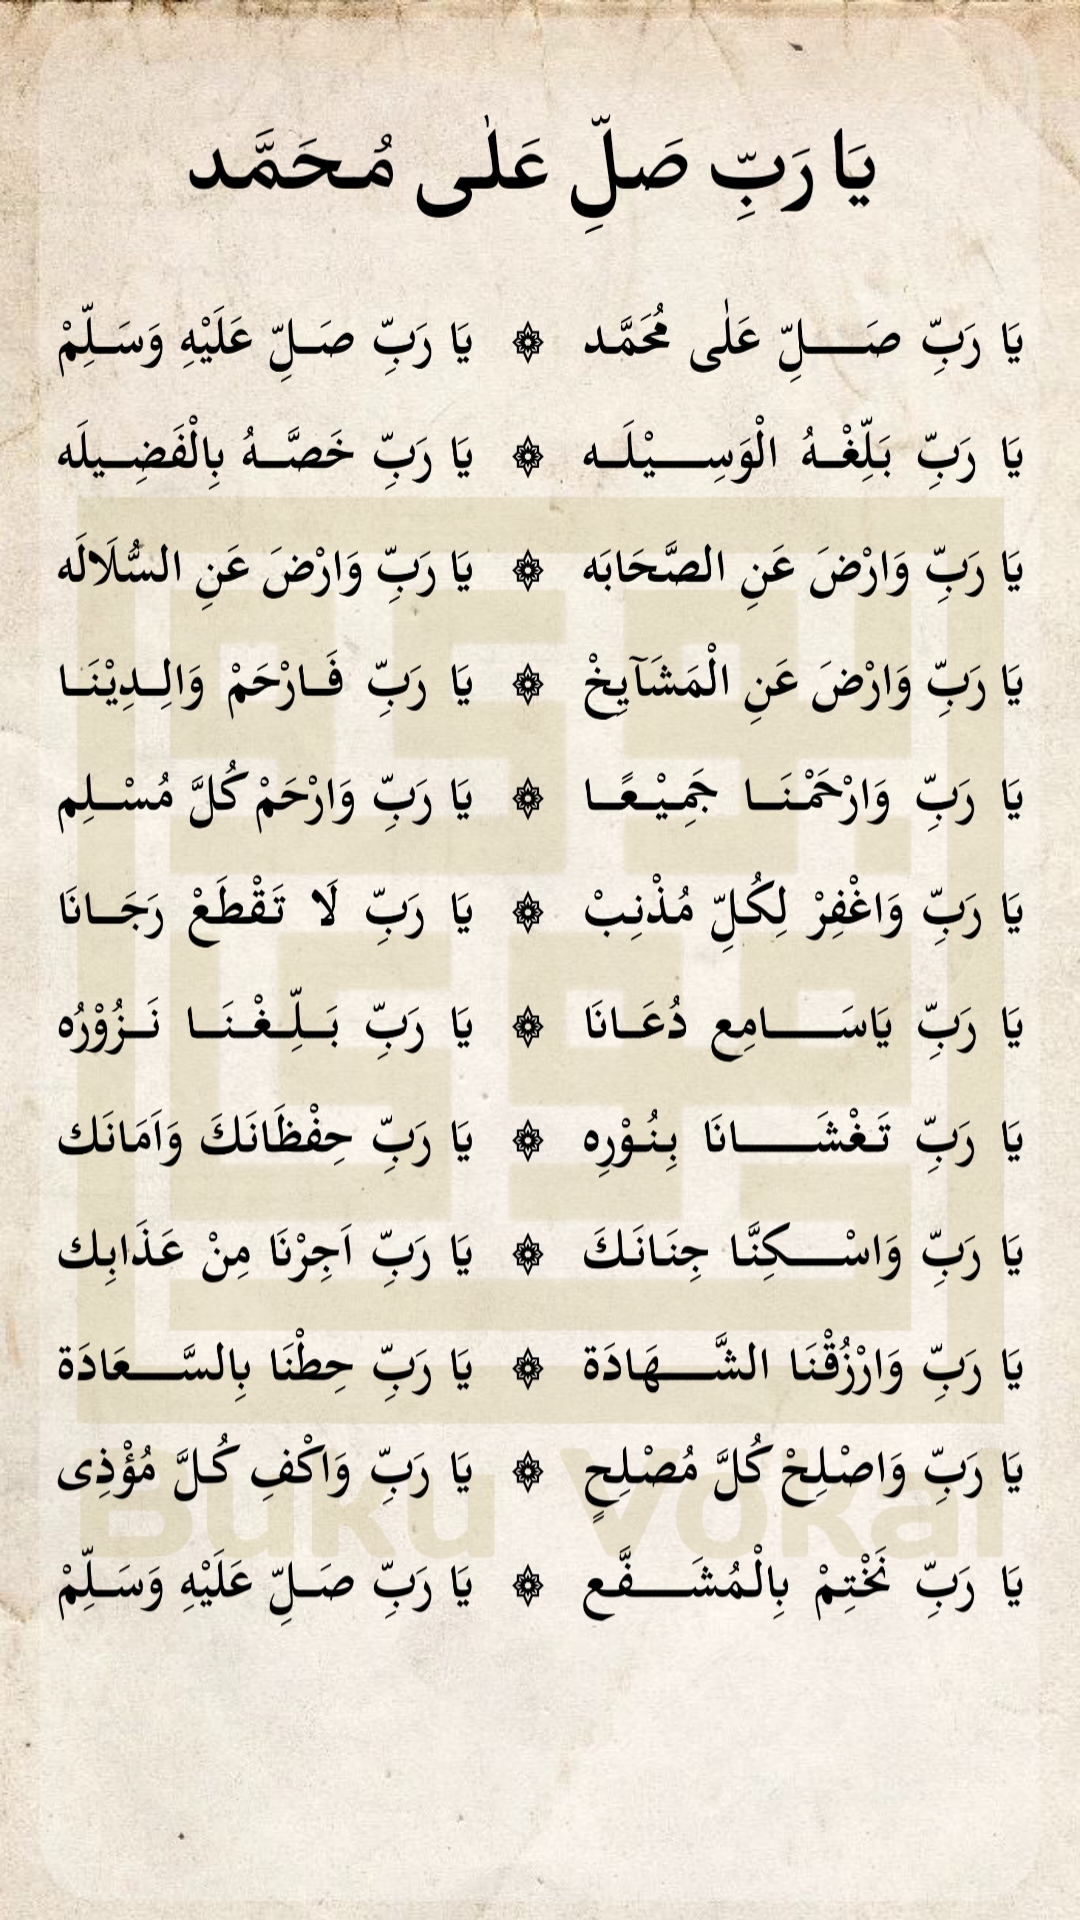 يَا رَبِّ صَلِّ عَلٰى مُحَمَّد
يَا رَبِّ صَلِّ عَلٰى مُحَمَّد ۞ يَا رَبِّ صَلِّ عَلَيْهِ وَسَلِّمْ
يَا رَبِّ بَلِّغْهُ الْوَسِيْلَه ۞ يَا رَبِّ خَصَّهُ بِالْفَضِيلَه
يَا رَبِّ وَارْضَ عَنِ الصَّحَابَه ۞ يَا رَبِّ وَارْضَ عَنِ السُّلَالَه
يَا رَبِّ وَارْضَ عَنِ الْمَشَآيِخْ ۞ يَا رَبِّ فَارْحَمْ وَالِدِيْنَا
يَا رَبِّ وَارْحَمْنَا جَمِيْعًا ۞ يَا رَبِّ وَارْحَمْ كُلَّ مُسْلِم
يَا رَبِّ وَاغْفِرْ لِكُلِّ مُذْنِبْ ۞ يَا رَبِّ لَا تَقْطَعْ رَجَانَا
يَا رَبِّ يَاسَامِع دُعَانَا ۞ يَا رَبِّ بَلِّغْنَا نَزُوْرُه
يَا رَبِّ تَغْشَانَا بِنُوْرِه ۞ يَا رَبِّ حِفْظَانَكَ وَاَمَانَك
يَا رَبِّ وَاسْكِنَّا جِنَانَكَ ۞ يَا رَبِّ اَجِرْنَا مِنْ عَذَابِك
يَا رَبِّ وَارْزُقْنَا الشَّهَادَة ۞ يَا رَبِّ حِطْنَا بِالسَّعَادَة
يَا رَبِّ وَاصْلِحْ كُلَّ مُصْلِحٍ ۞ يَا رَبِّ وَاكْفِ كُلَّ مُؤْذِى
يَا رَبِّ نَخْتِمْ بِالْمُشَفَّع ۞ يَا رَبِّ صَلِّ عَلَيْهِ وَسَلِّمْ
Buku Vokal